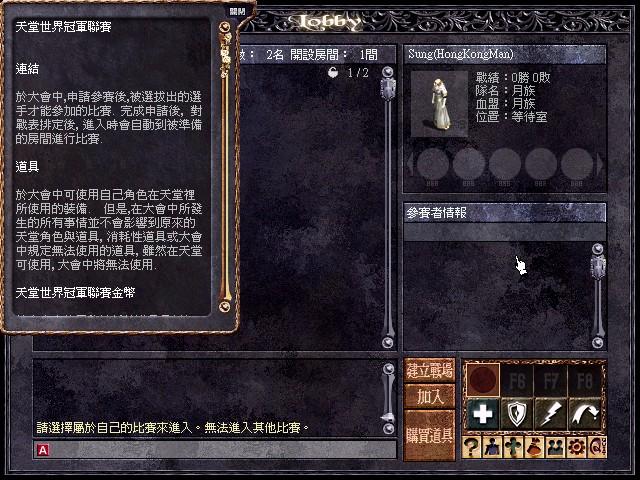 關閉
Lobby
天堂世界冠軍聯賽
連結
於大會中,申請參賽後,被選拔出的選
手才能參加的比賽. 完成申請後, 對
戰表排定後, 進入時會自動到被準備
的房間進行比賽.
道具
於大會中可使用自己角色在天堂裡
所使用的裝備. 但是,在大會中所發
生的所有事情並不會影響到原來的
天堂角色與道具, 消耗性道具或大會
中規定無法使用的道具, 雖然在天堂
可使用, 大會中將無法使用.
天堂世界冠軍聯賽金幣
: 2名 開設房間: 1間
1/2
Sung(HongKongMan)
戰績:0勝 0敗
隊名:月族
血盟:月族
位置:等待室
參賽者情報
建立戰場
加入
購買道具
F6 F7 F8
請選擇屬於自己的比賽來進入。無法進入其他比賽。
A